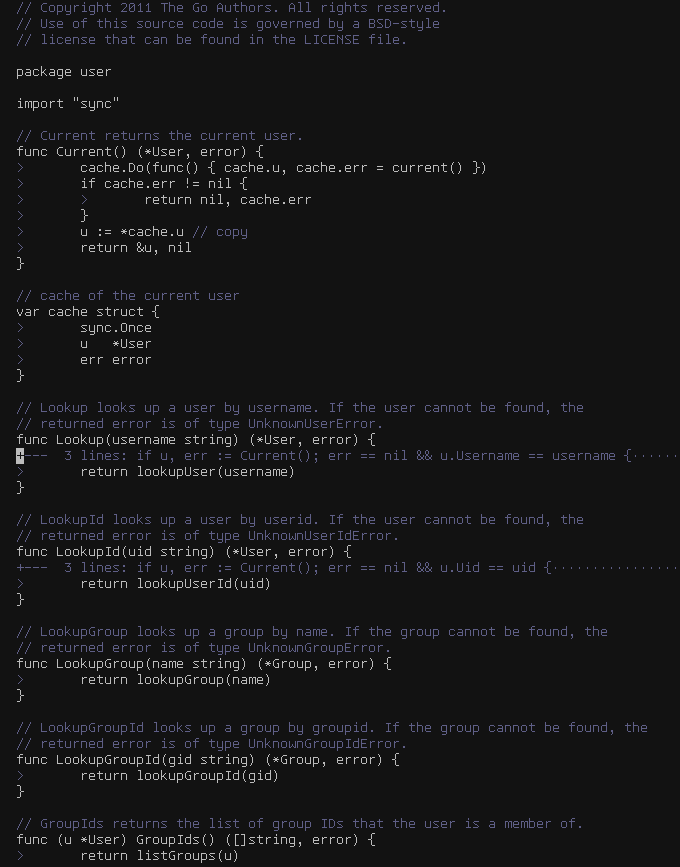 // Copyright 2011 The Go Authors. All rights reserved.
// Use of this source code is governed by a BSD-style
// license that can be found in the LICENSE file.

package user

import "sync"

// Current returns the current user.
func Current() (*User, error) {
>       cache.Do(func() { cache.u, cache.err = current() })
>       if cache.err != nil {
>       >       return nil, cache.err
>       }
>       u := *cache.u // copy
>       return &u, nil
}

// cache of the current user
var cache struct {
>       sync.Once
>       u   *User
>       err error
}

// Lookup looks up a user by username. If the user cannot be found, the
// returned error is of type UnknownUserError.
func Lookup(username string) (*User, error) {
+---  3 lines: if u, err := Current(); err == nil && u.Username == username {······
>       return lookupUser(username)
}

// LookupId looks up a user by userid. If the user cannot be found, the
// returned error is of type UnknownUserIdError.
func LookupId(uid string) (*User, error) {
+---  3 lines: if u, err := Current(); err == nil && u.Uid == uid {················
>       return lookupUserId(uid)
}

// LookupGroup looks up a group by name. If the group cannot be found, the
// returned error is of type UnknownGroupError.
func LookupGroup(name string) (*Group, error) {
>       return lookupGroup(name)
}

// LookupGroupId looks up a group by groupid. If the group cannot be found, the
// returned error is of type UnknownGroupIdError.
func LookupGroupId(gid string) (*Group, error) {
>       return lookupGroupId(gid)
}

// GroupIds returns the list of group IDs that the user is a member of.
func (u *User) GroupIds() ([]string, error) {
>       return listGroups(u)